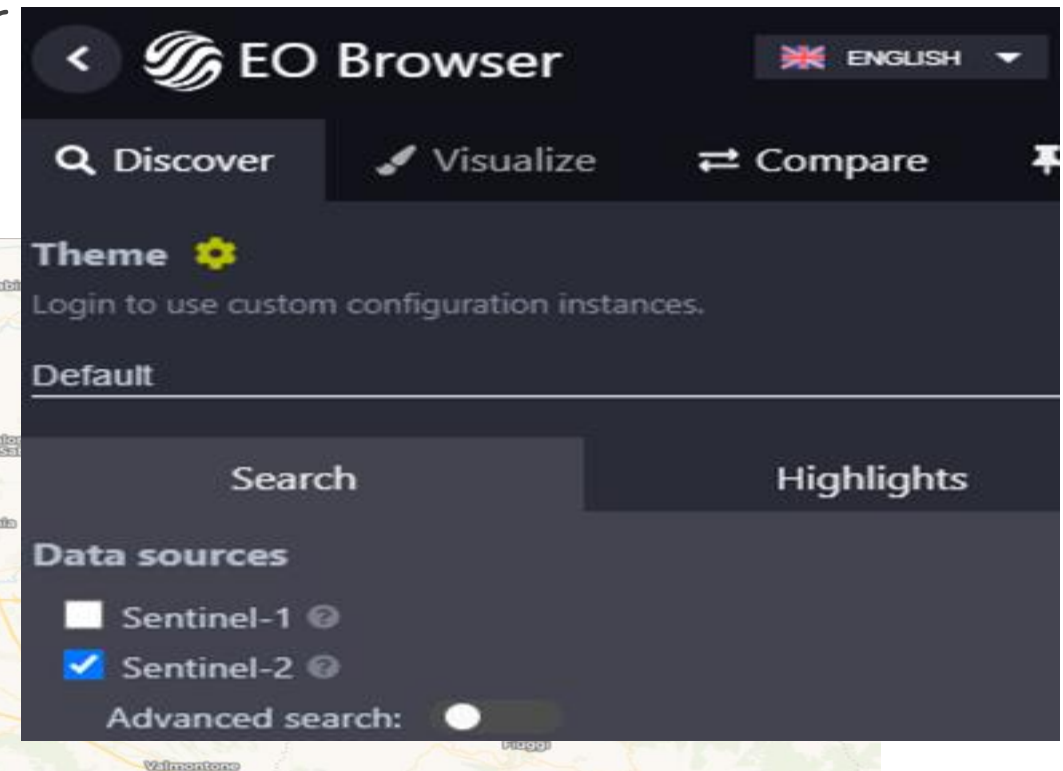 EO Browser
ENGLISH
Discover Visualize Compare
Theme
Login to use custom configuration instances.
Default
Search Highlights
Data sources
Sentinel-1
Sentinel-2
Advanced search:
Fiuggi
Valmontone